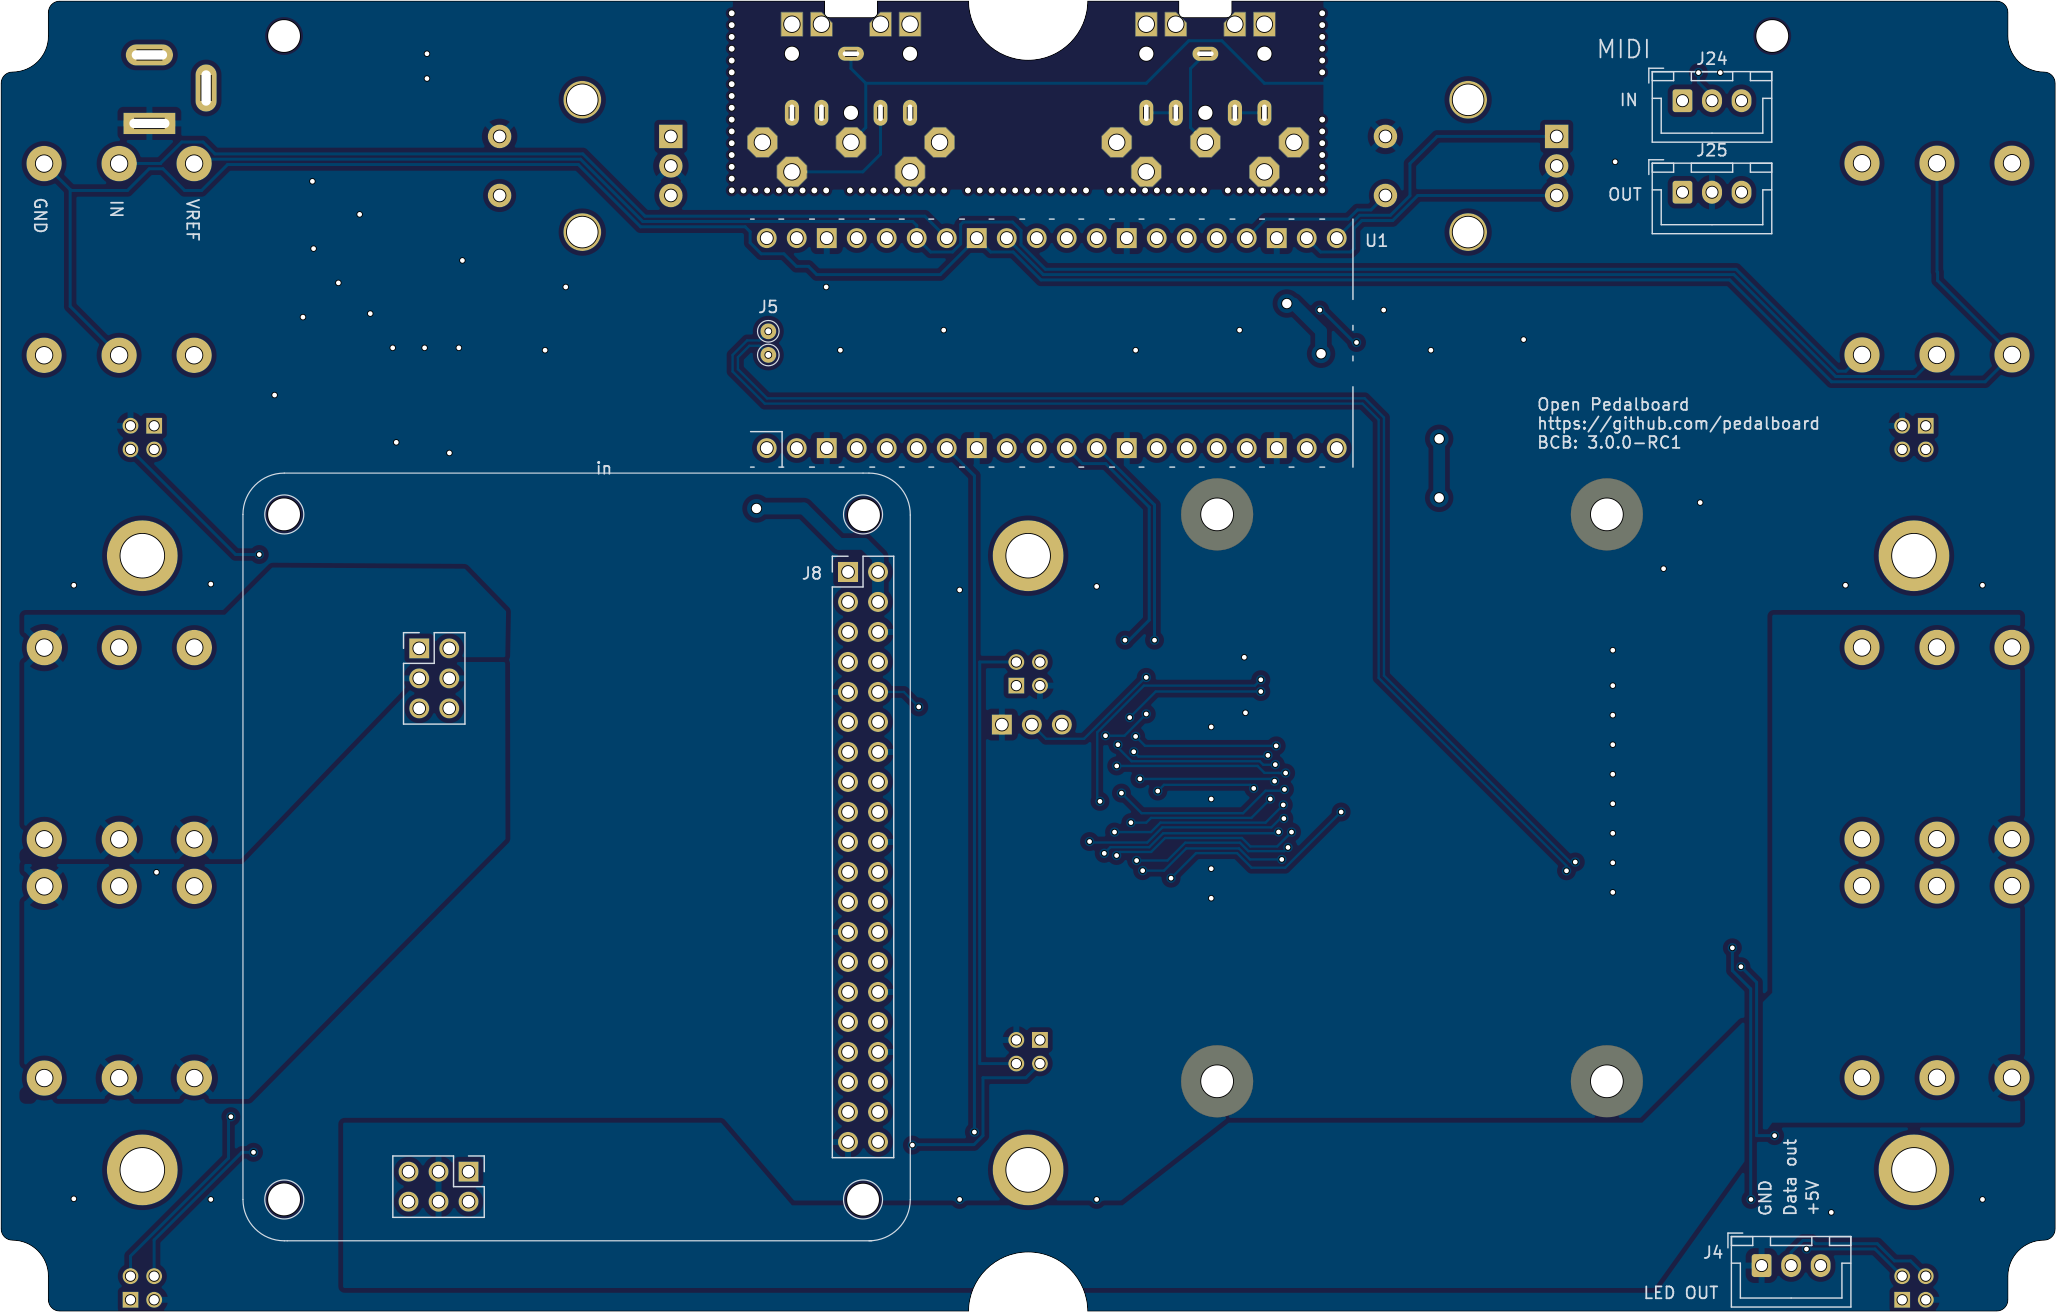 MIDI
J24
IN
J25
OUT
GND
IN
VREF
U1
J5
Open Pedalboard
https://github.com/pedalboard
BCB: 3.0.0-RC1
in
J8
GND
Data out
+5V
J4
LED OUT